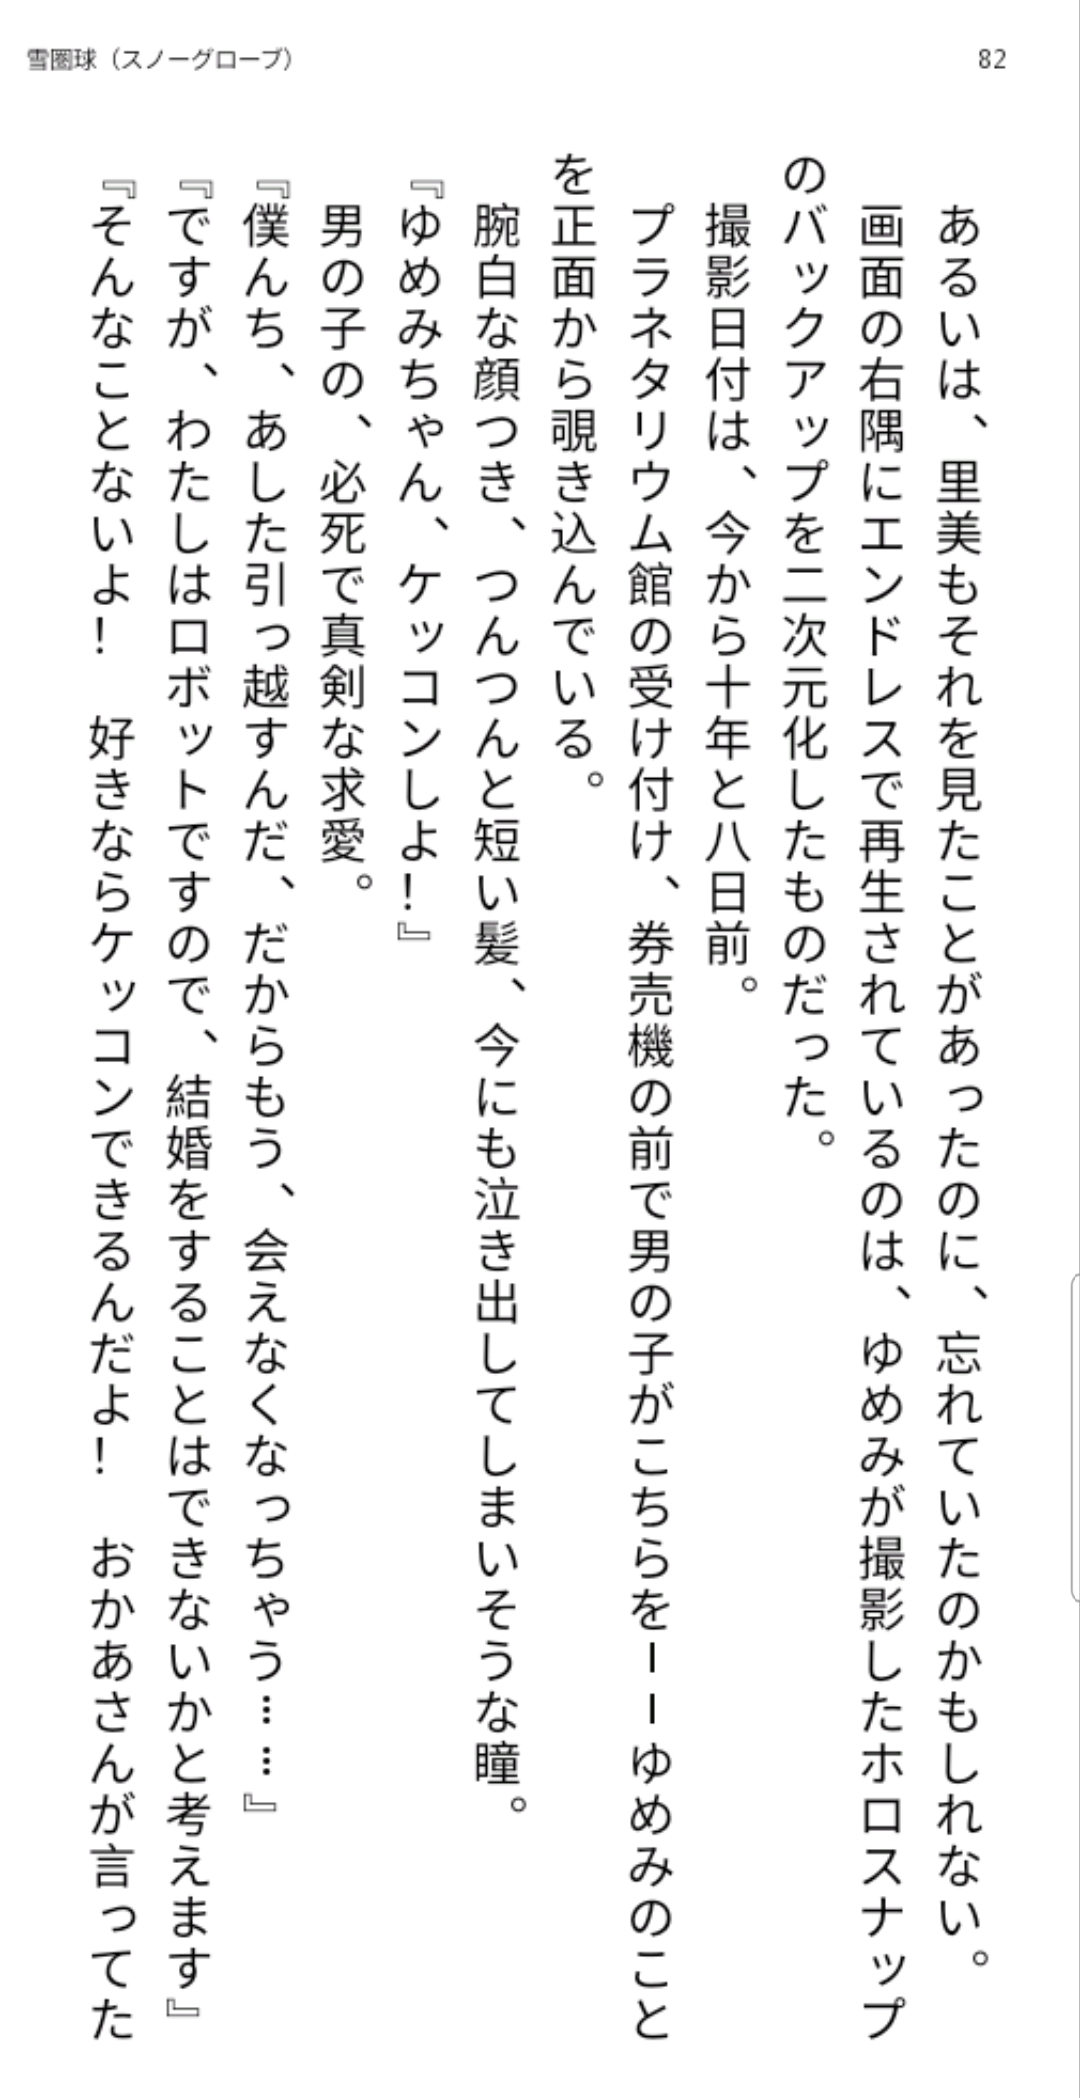 雪圏球（スノーグローブ）
82
　あるいは、里美もそれを見たことがあったのに、忘れていたのかもしれない。
　画面の右隅にエンドレスで再生されているのは、ゆめみが撮影したホロスナップ
のバックアップを二次元化したものだった。
　撮影日付は、今から十年と八日前。
　プラネタリウム館の受け付け、券売機の前で男の子がこちらを――ゆめみのこと
を正面から覗き込んでいる。
　腕白な顔つき、つんつんと短い髪、今にも泣き出してしまいそうな瞳。
『ゆめみちゃん、ケッコンしよ！』
　男の子の、必死で真剣な求愛。
『僕んち、あした引っ越すんだ、だからもう、会えなくなっちゃう……』
『ですが、わたしはロボットですので、結婚をすることはできないかと考えます』
『そんなことないよ！　好きならケッコンできるんだよ！　おかあさんが言ってた